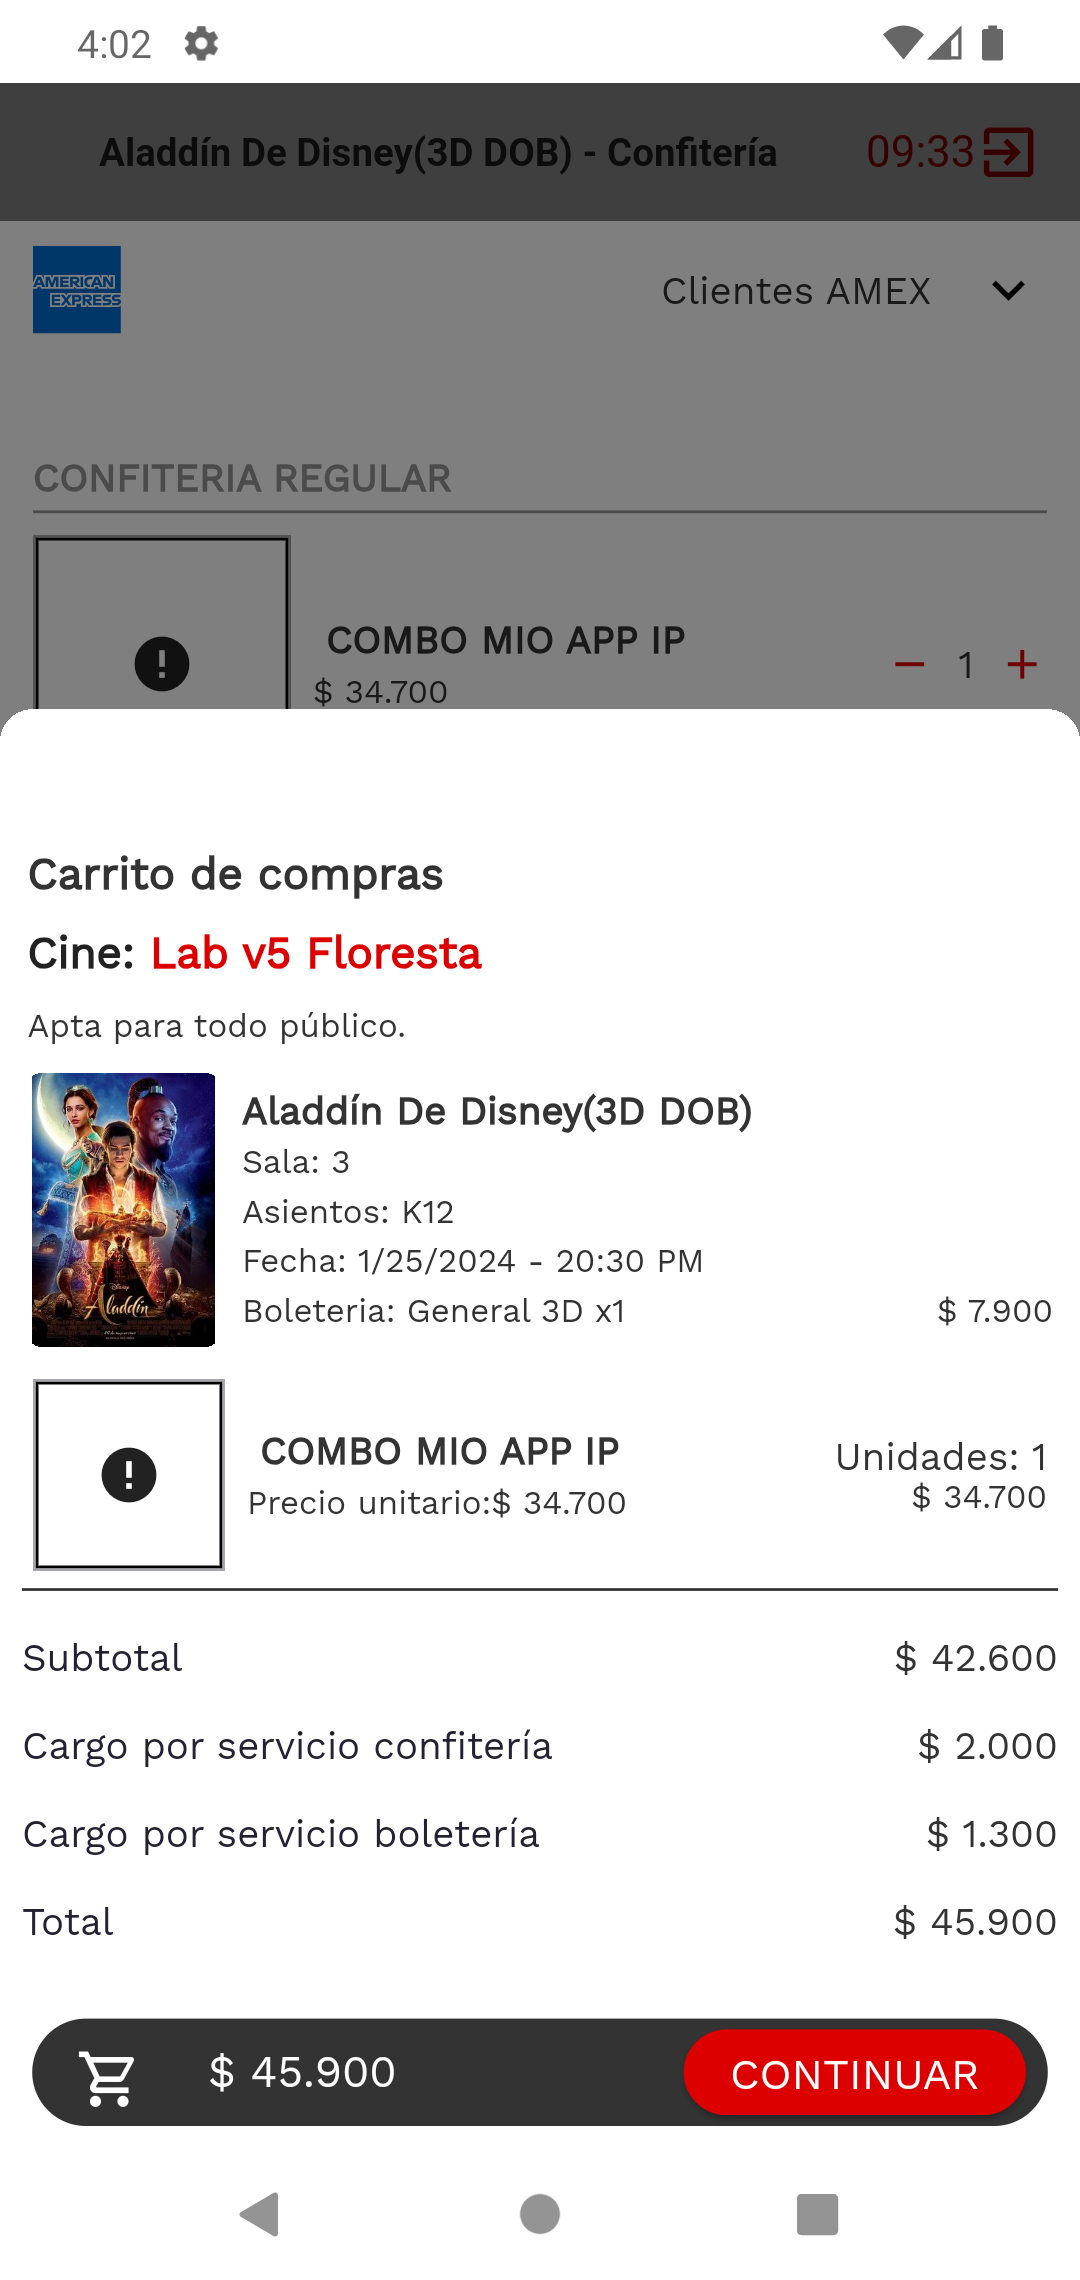 4:02
Aladdín De Disney(3D DOB) - Confitería 09:33
AMERICAN
EXPRESS
Clientes AMEX
CONFITERIA REGULAR
COMBO MIO APP IP
$ 34.700
1
Carrito de compras
Cine: Lab v5 Floresta
Apta para todo público.
Aladdín De Disney(3D DOB)
Sala: 3
Asientos: K12
Fecha: 1/25/2024 - 20:30 PM
Boleteria: General 3D x1 $ 7.900
Disney
Aladdín
COMBO MIO APP IP
Precio unitario:$ 34.700
Unidades: 1
$ 34.700
Subtotal $ 42.600
Cargo por servicio confitería $ 2.000
Cargo por servicio boletería $ 1.300
Total $ 45.900
$ 45.900 CONTINUAR